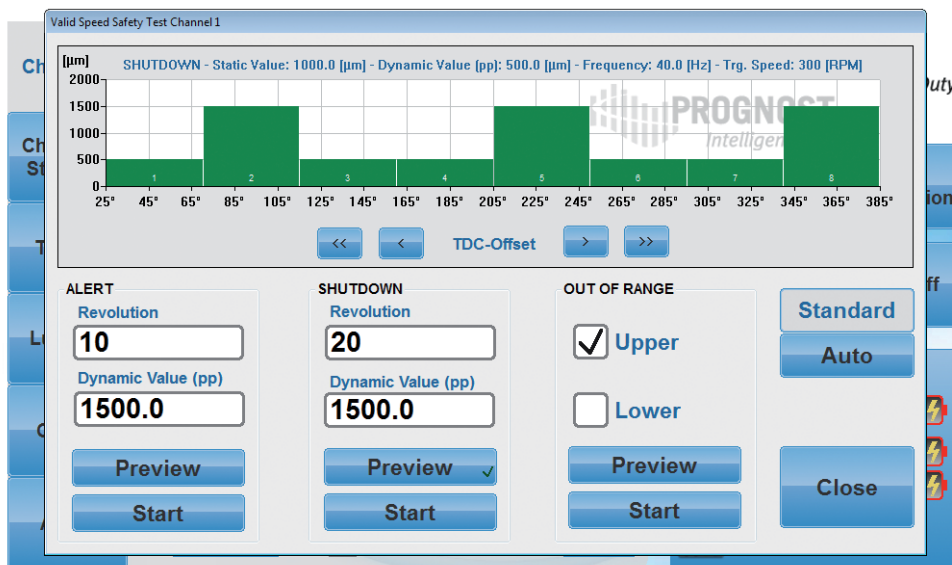 Valid Speed Safety Test Channel 1
[µm]
SHUTDOWN - Static Value: 1000.0 [µm] - Dynamic Value (pp): 500.0 [µm] - Frequency: 40.0 [Hz] - Trg. Speed: 300 [RPM]
2000
1500
1000
500
0
PROGNOST
1 2 3 4 5 6 7 8
25° 45° 65° 85° 105° 125° 145° 165° 185° 205° 225° 245° 265° 285° 305° 325° 345° 365° 385°
<< < TDC-Offset > >>
ALERT
Revolution
10
Dynamic Value (pp)
1500.0
Preview
Start
SHUTDOWN
Revolution
20
Dynamic Value (pp)
1500.0
Preview
Start
OUT OF RANGE
Upper
Lower
Preview
Start
Standard
Auto
Close